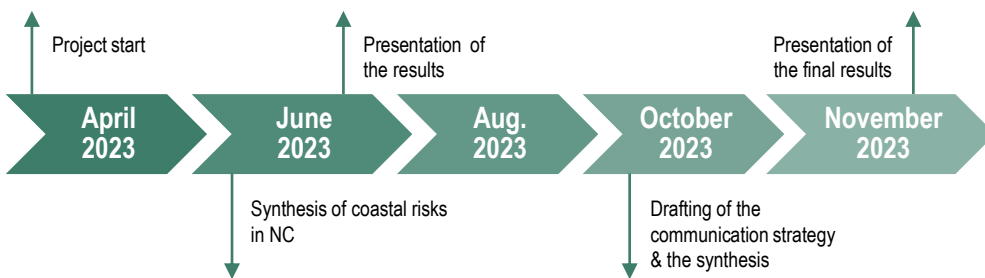 Project start
Presentation of
the results
Presentation of
the final results
April
2023
June
2023
Aug.
2023
October
2023
November
2023
Synthesis of coastal risks
in NC
Drafting of the
communication strategy
& the synthesis